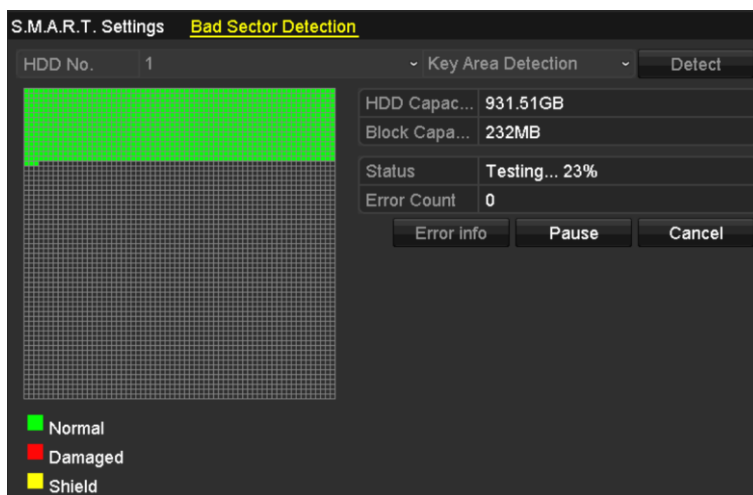 S.M.A.R.T. Settings Bad Sector Detection
HDD No. 1 Key Area Detection Detect
HDD Capac... 931.51GB
Block Capa... 232MB
Status Testing... 23%
Error Count 0
Error info Pause Cancel
Normal
Damaged
Shield